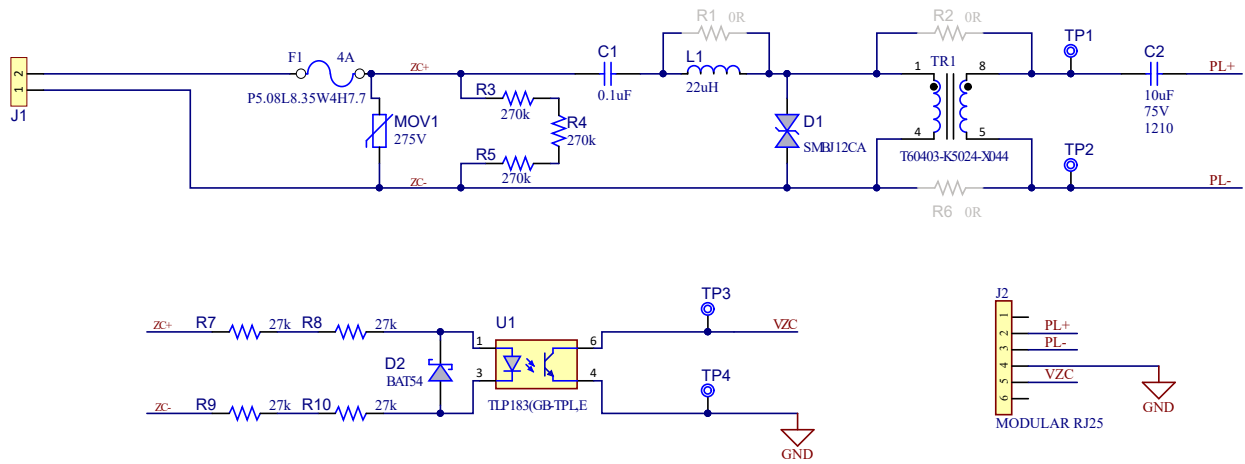 R1 0R
R2 0R
F1 4A
ZC+
C1
L1
TR1
TP1
C2
PL+
2
1
J1
P5.08L8.35W4H7.7
0.1uF
22uH
1
8
10uF
75V
1210
MOV1
275V
R3
270k
R4
270k
R5
270k
D1
SMBJ12CA
4
5
T60403-K5024-X044
TP2
ZC-
PL-
R6 0R
ZC+
R7 27k R8 27k
U1
TP3
VZC
1
6
D2
BAT54
3
4
TP4
ZC-
R9 27k R10 27k
TLP183(GB-TPL,E
GND
J2
1
2 PL+
3 PL-
4
5 VZC
6
GND
MODULAR RJ25